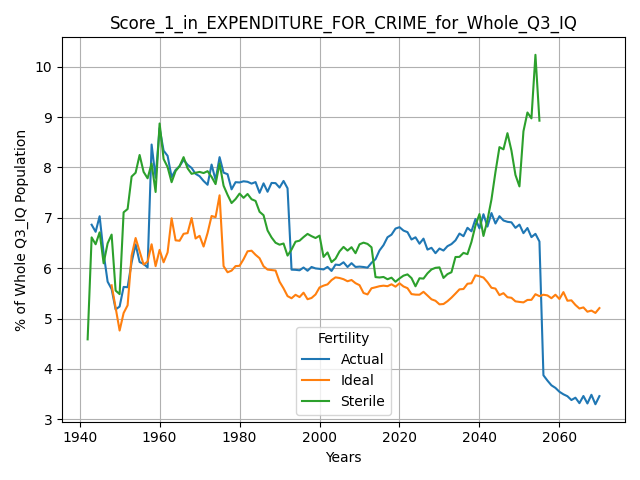 Score_1_in_EXPENDITURE_FOR_CRIME_for_Whole_Q3_IQ
% of Whole Q3_IQ Population
10
9
8
7
6
5
4
3
Fertility
Actual
Ideal
Sterile
1940 1960 1980 2000 2020 2040 2060
Years